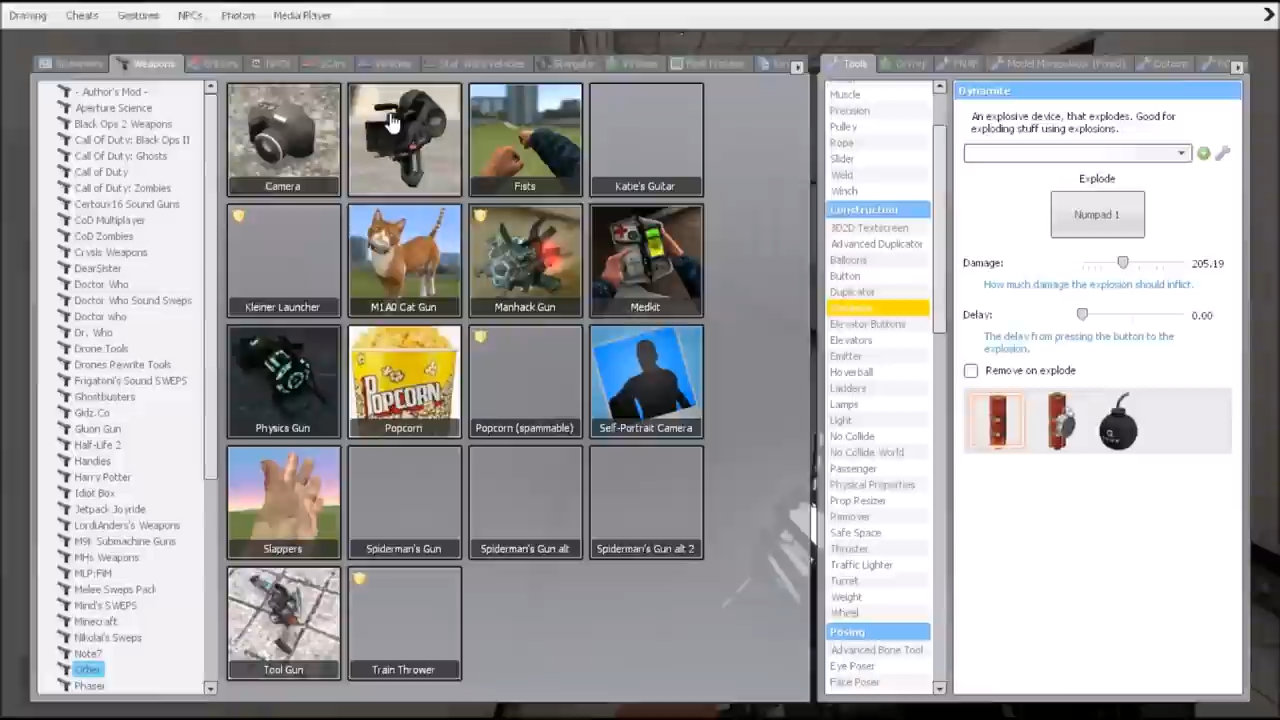 Drawing Cheats Gestures NPCs Photon Media Player
Weapons
Tools
Options
- Author's Mod -
Aperture Science
Black Ops 2 Weapons
Call Of Duty: Black Ops II
Call Of Duty: Ghosts
Call of Duty
Call of Duty: Zombies
Certoux16 Sound Guns
CoD Multiplayer
CoD Zombies
Crysis Weapons
DearSister
Doctor Who
Doctor Who Sound Sweps
Doctor who
Dr. Who
Drone Tools
Drones Rewrite Tools
Frigatoni's Sound SWEPS
Ghostbusters
Gidz.Co
Gluon Gun
Half-Life 2
Handies
Harry Potter
Idiot Box
Jetpack Joyride
LordiAnders's Weapons
M9K Submachine Guns
MHs Weapons
MLP:FiM
Melee Sweps Pack
Mind's SWEPS
Minecraft
Nikolai's Sweps
Note7
Other
Phaser
Camera
Fists
Katie's Guitar
Kleiner Launcher
M1A0 Cat Gun
Manhack Gun
Medkit
Physics Gun
POPCORN
Popcorn
Popcorn (spammable)
Self-Portrait Camera
Slappers
Spiderman's Gun
Spiderman's Gun alt
Spiderman's Gun alt 2
Tool Gun
Train Thrower
Muscle
Precision
Pulley
Rope
Slider
Weld
Winch
Construction
3D2D Textscreen
Advanced Duplicator
Balloons
Button
Duplicator
Elevator Buttons
Elevators
Emitter
Hoverball
Ladders
Lamps
Light
No Collide
No Collide World
Passenger
Physical Properties
Prop Resizer
Remover
Safe Space
Thruster
Traffic Lighter
Turret
Weight
Wheel
Posing
Advanced Bone Tool
Eye Poser
Face Poser
Dynamite
An explosive device, that explodes. Good for
exploding stuff using explosions.
Explode
Numpad 1
Damage: 205.19
How much damage the explosion should inflict.
Delay: 0.00
The delay from pressing the button to the
explosion.
Remove on explode